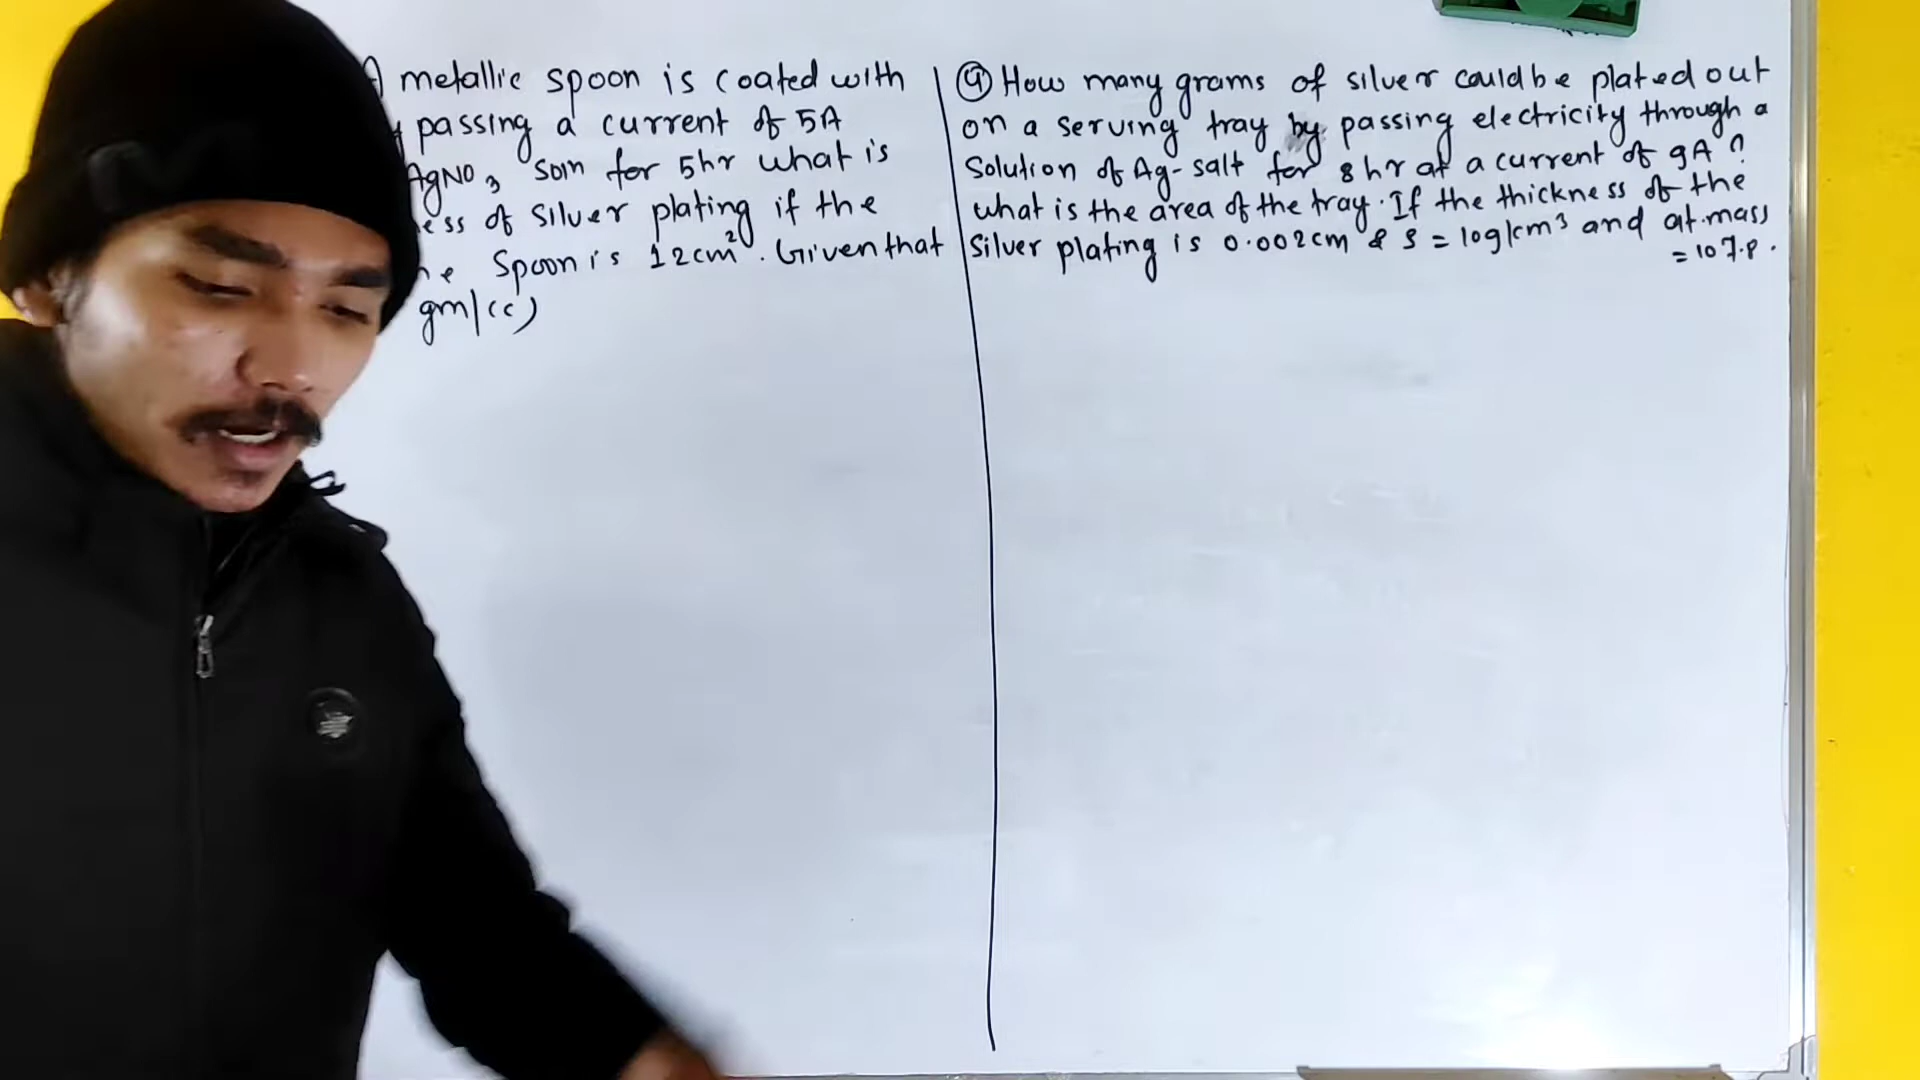 metallic spoon is coated with
passing a current of 5A
AgNO3 soln for 5hr what is
ess of silver plating if the
he spoon is 12cm². Given that
gm/cc)
④ How many grams of silver could be plated out
on a serving tray by passing electricity through a
solution of Ag-salt for 8hr at a current of 9A?
what is the area of the tray. If the thickness of the
silver plating is 0.002cm & ρ = 10g/cm³ and at.mass
= 107.8.